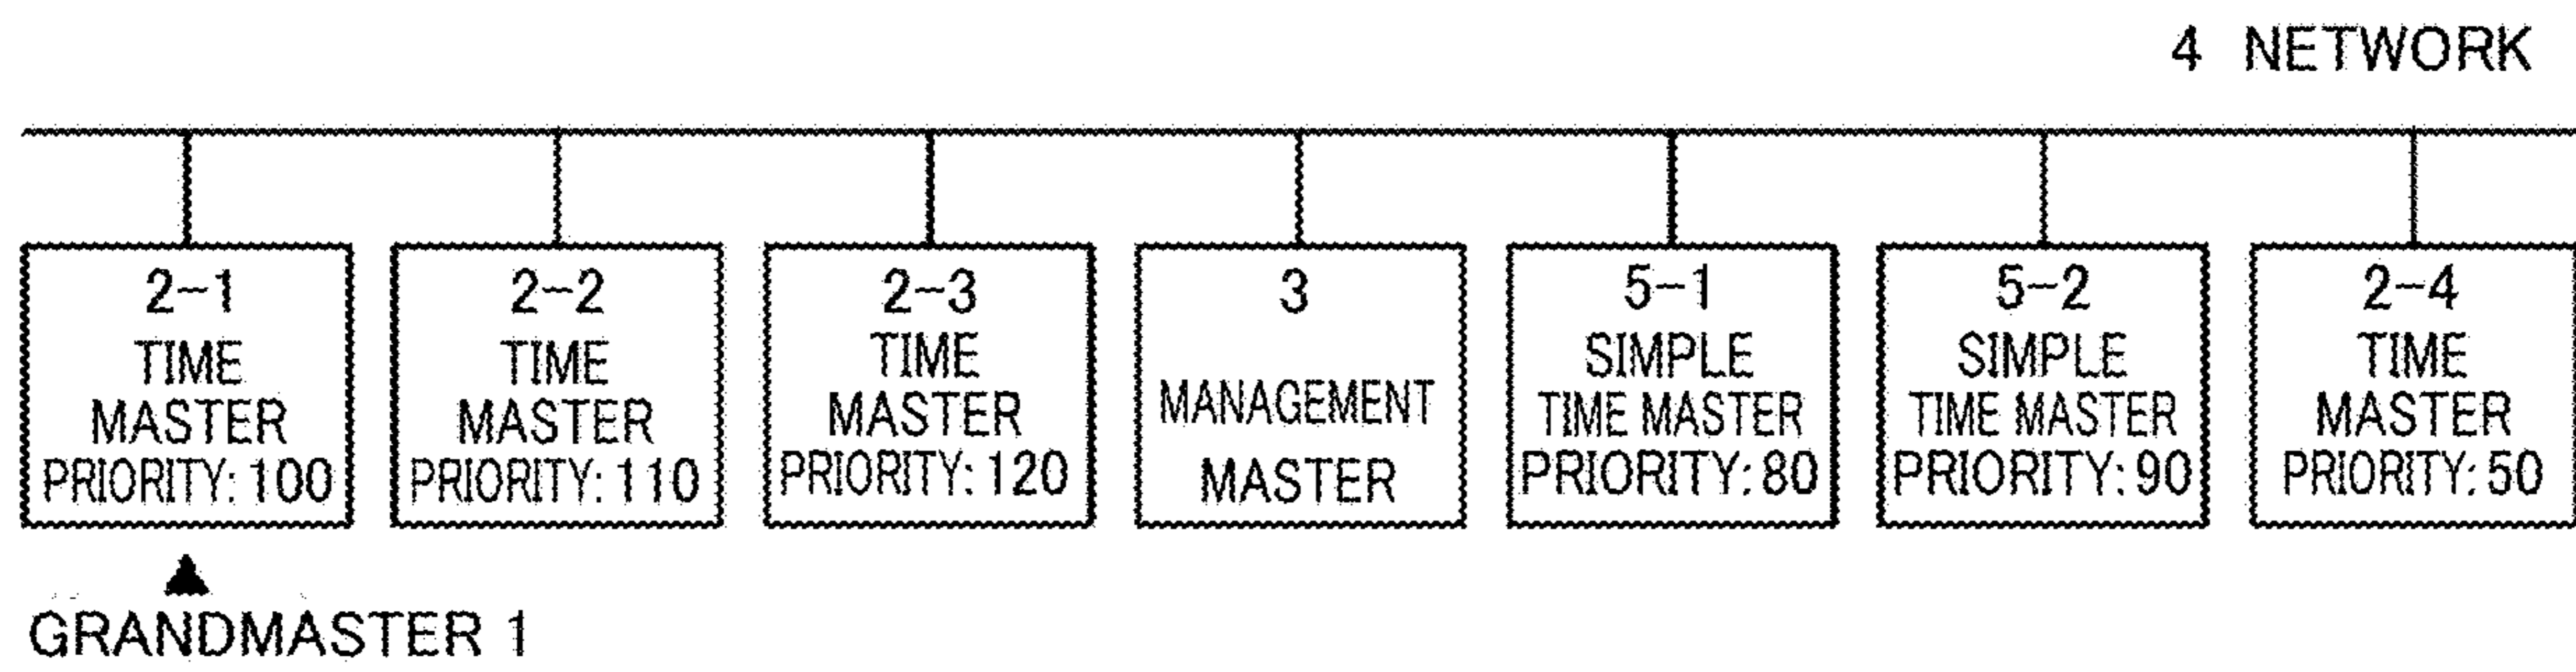 4 NETWORK
2-1
TIME
MASTER
PRIORITY: 100
2-2
TIME
MASTER
PRIORITY: 110
2-3
TIME
MASTER
PRIORITY: 120
3
MANAGEMENT
MASTER
5-1
SIMPLE
TIME MASTER
PRIORITY: 80
5-2
SIMPLE
TIME MASTER
PRIORITY: 90
2-4
TIME
MASTER
PRIORITY: 50
GRANDMASTER 1